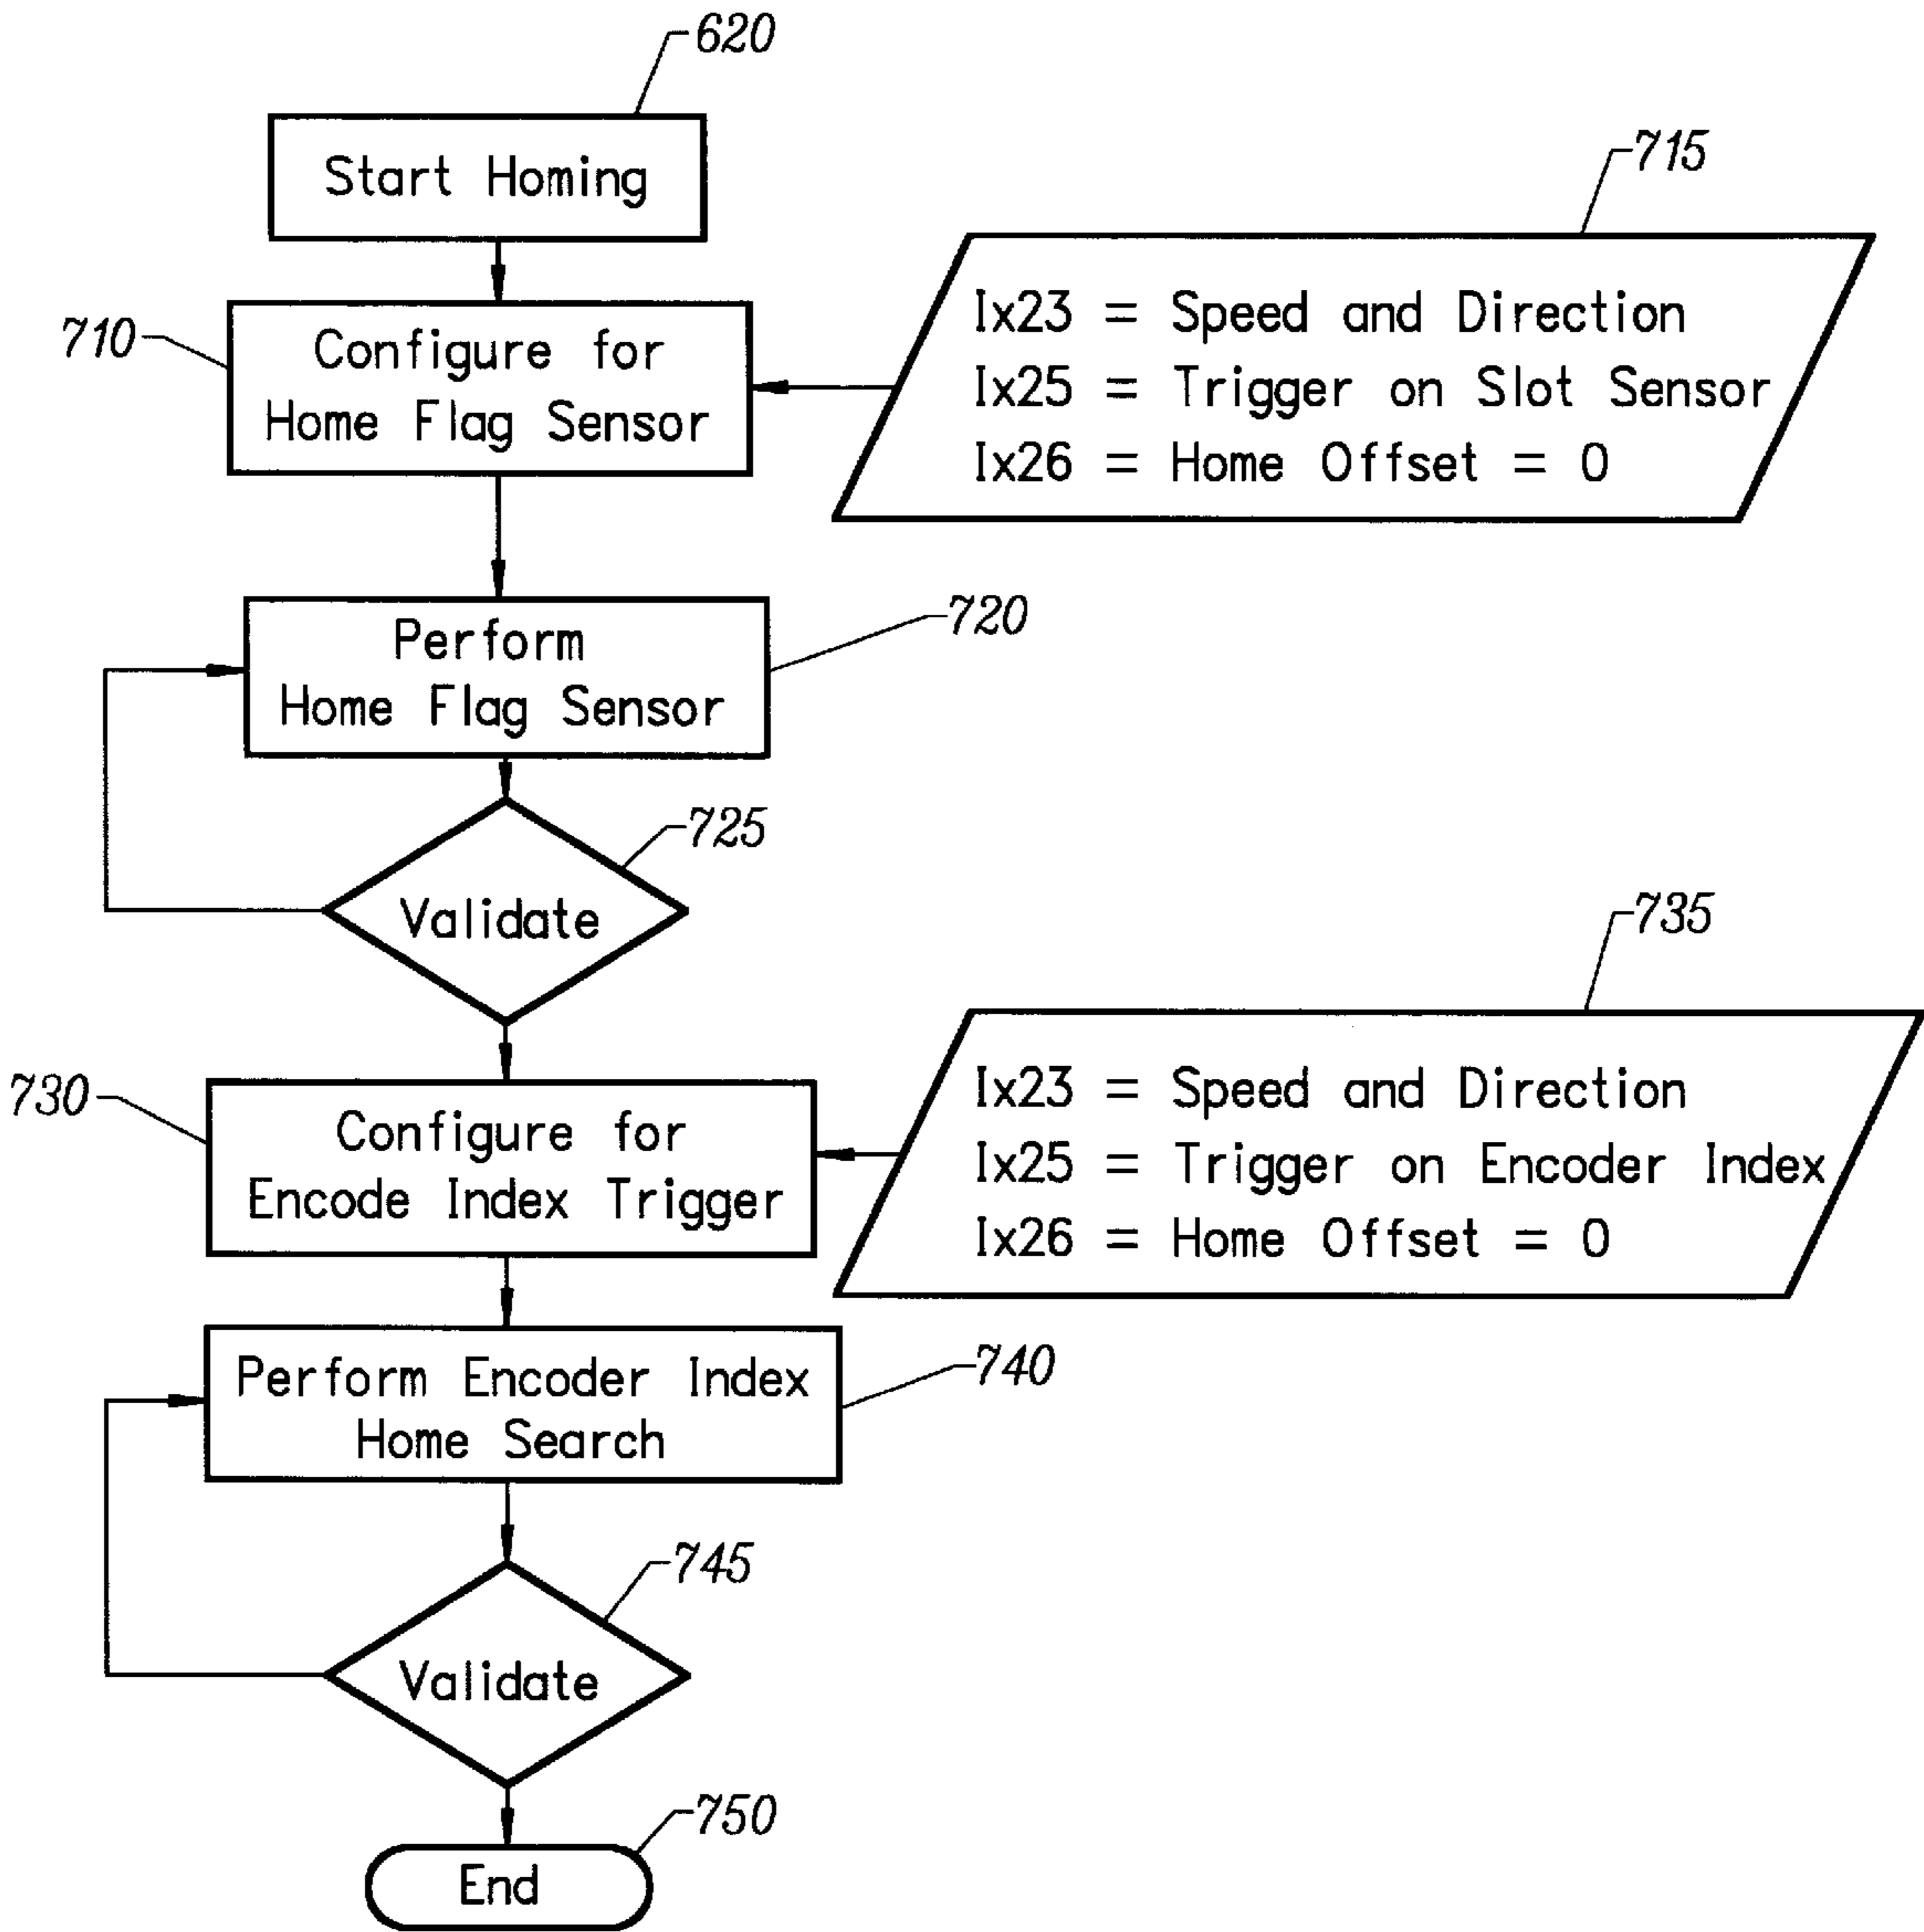 620
Start Homing
715
Ix23 = Speed and Direction
Ix25 = Trigger on Slot Sensor
Ix26 = Home Offset = 0
710
Configure for
Home Flag Sensor
720
Perform
Home Flag Sensor
725
Validate
735
Ix23 = Speed and Direction
Ix25 = Trigger on Encoder Index
Ix26 = Home Offset = 0
730
Configure for
Encode Index Trigger
740
Perform Encoder Index
Home Search
745
Validate
750
End